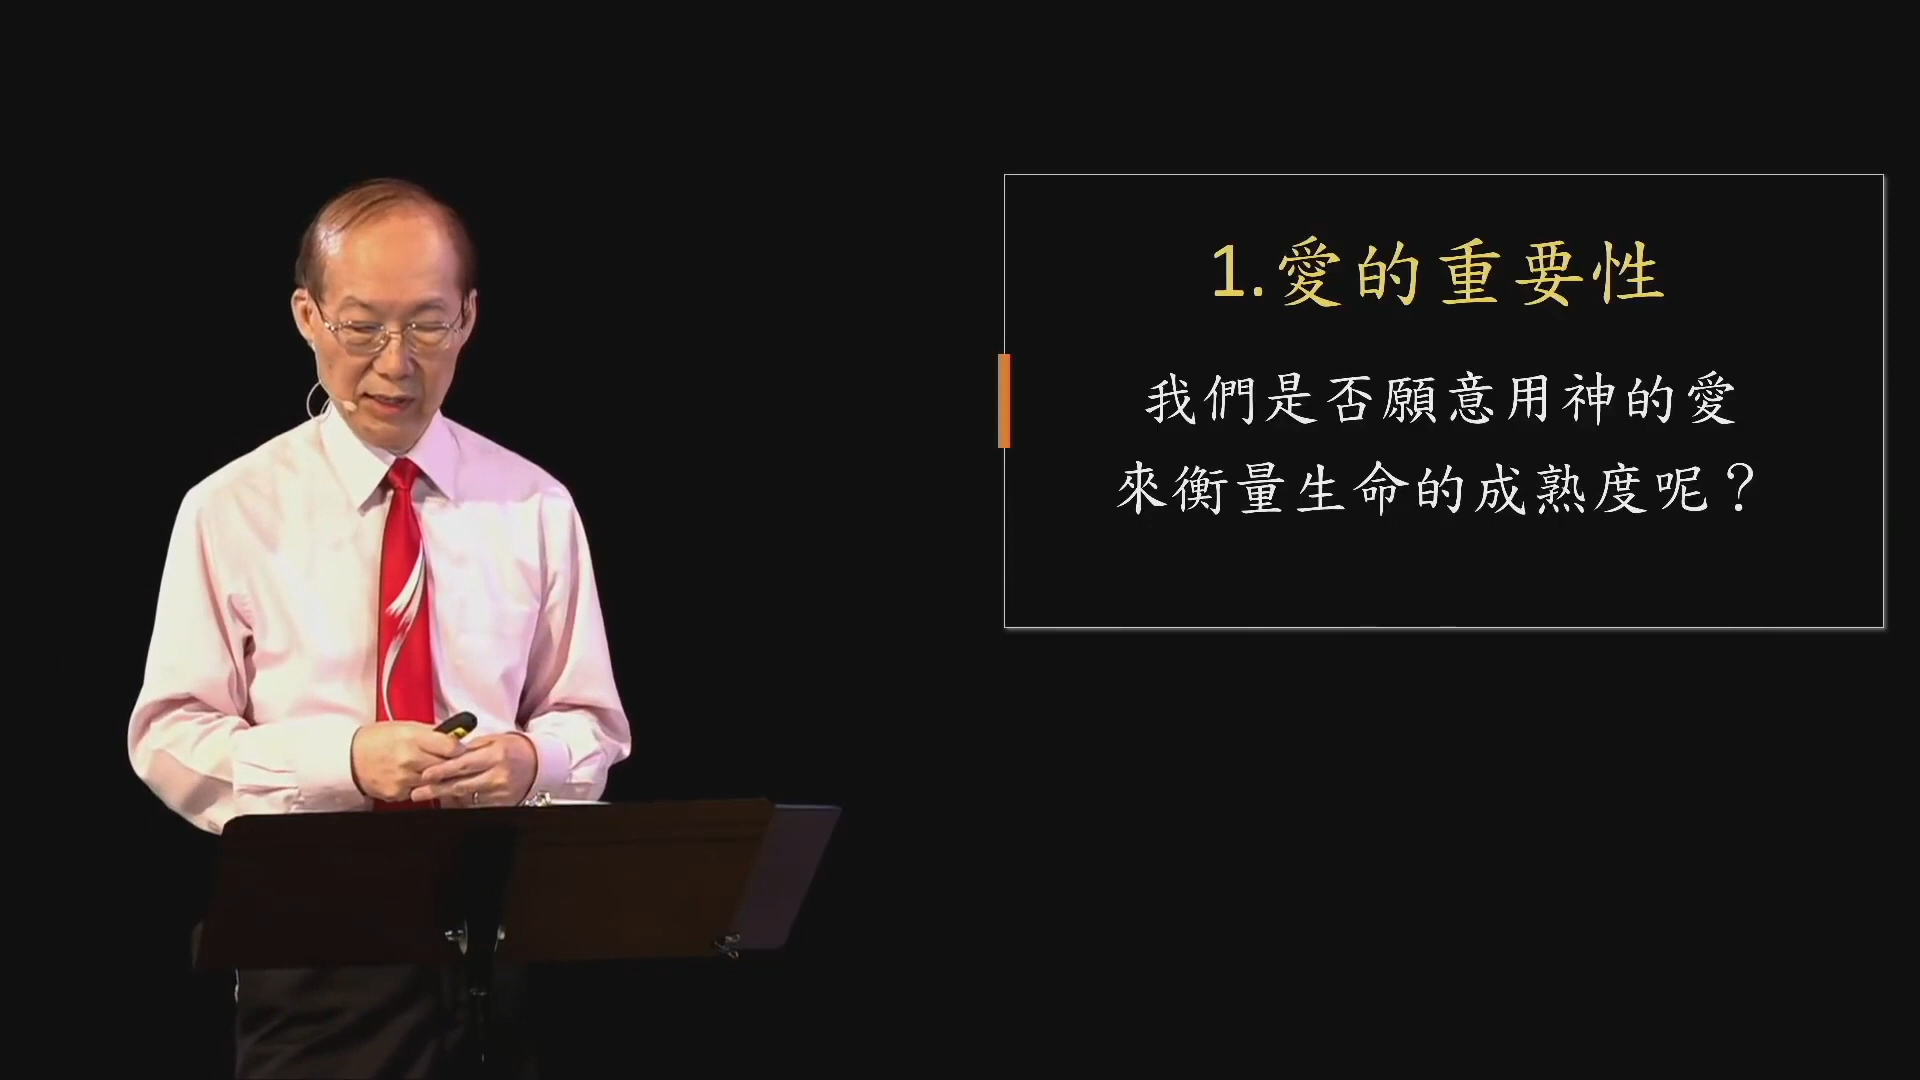 1.愛的重要性
我們是否願意用神的愛
來衡量生命的成熟度呢？